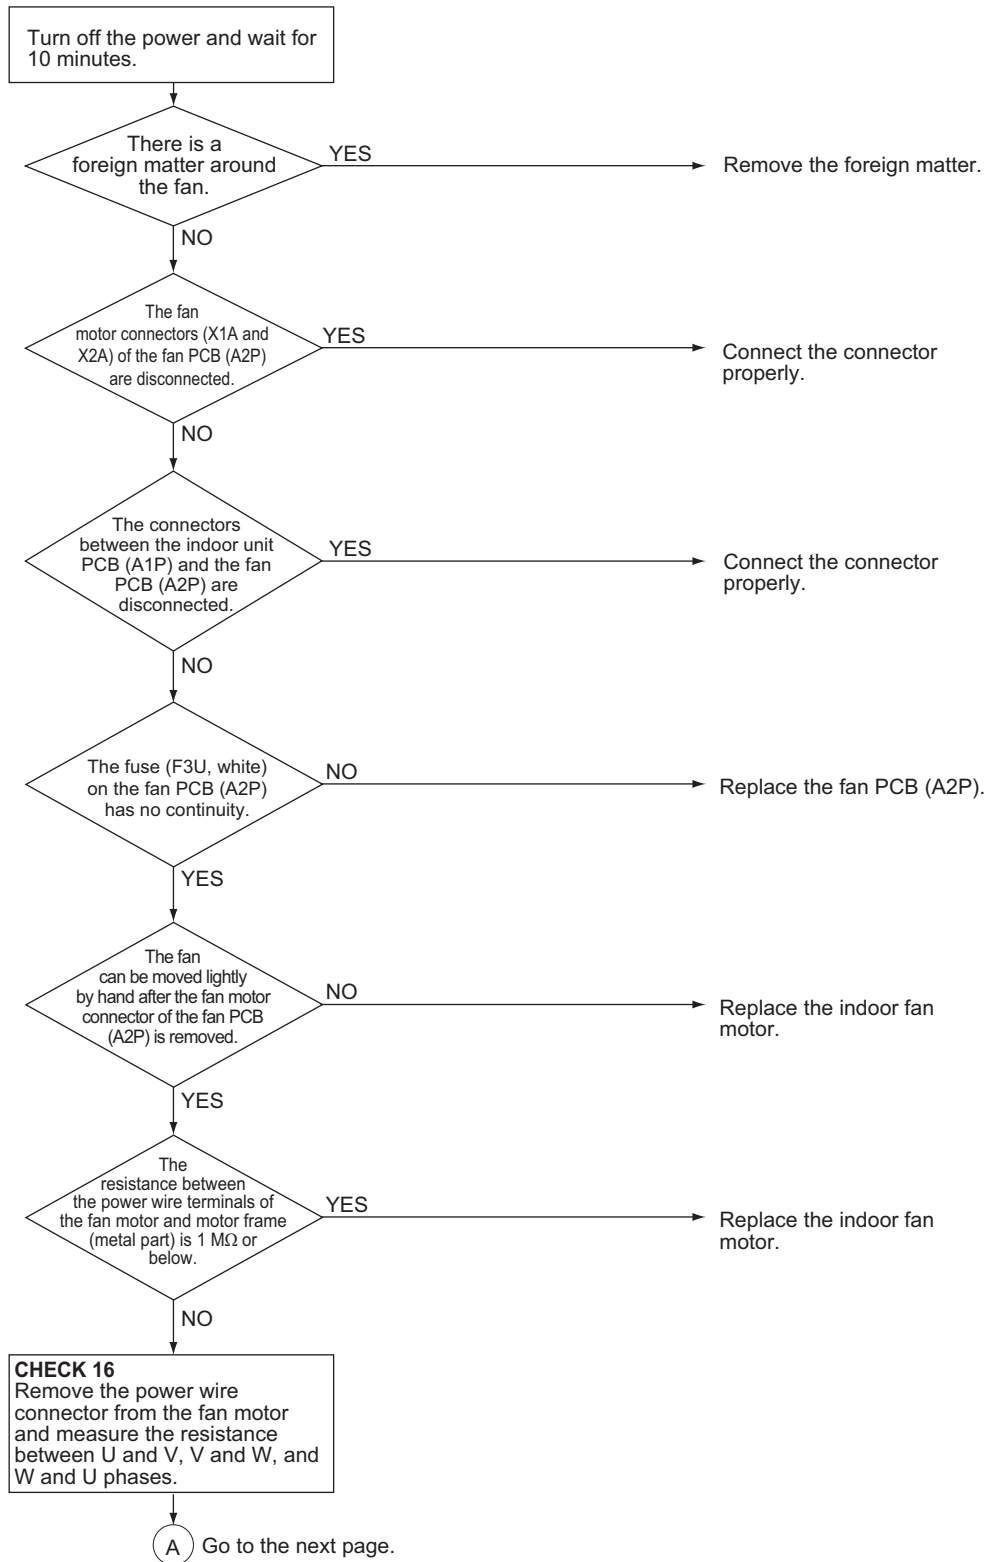 Turn off the power and wait for
10 minutes.
There is a
foreign matter around
the fan.
YES
Remove the foreign matter.
NO
The fan
motor connectors (X1A and
X2A) of the fan PCB (A2P)
are disconnected.
YES
Connect the connector
properly.
NO
The connectors
between the indoor unit
PCB (A1P) and the fan
PCB (A2P) are
disconnected.
YES
Connect the connector
properly.
NO
The fuse (F3U, white)
on the fan PCB (A2P)
has no continuity.
NO
Replace the fan PCB (A2P).
YES
The fan
can be moved lightly
by hand after the fan motor
connector of the fan PCB
(A2P) is removed.
NO
Replace the indoor fan
motor.
YES
The
resistance between
the power wire terminals of
the fan motor and motor frame
(metal part) is 1 MΩ or
below.
YES
Replace the indoor fan
motor.
NO
CHECK 16
Remove the power wire
connector from the fan motor
and measure the resistance
between U and V, V and W, and
W and U phases.
A Go to the next page.